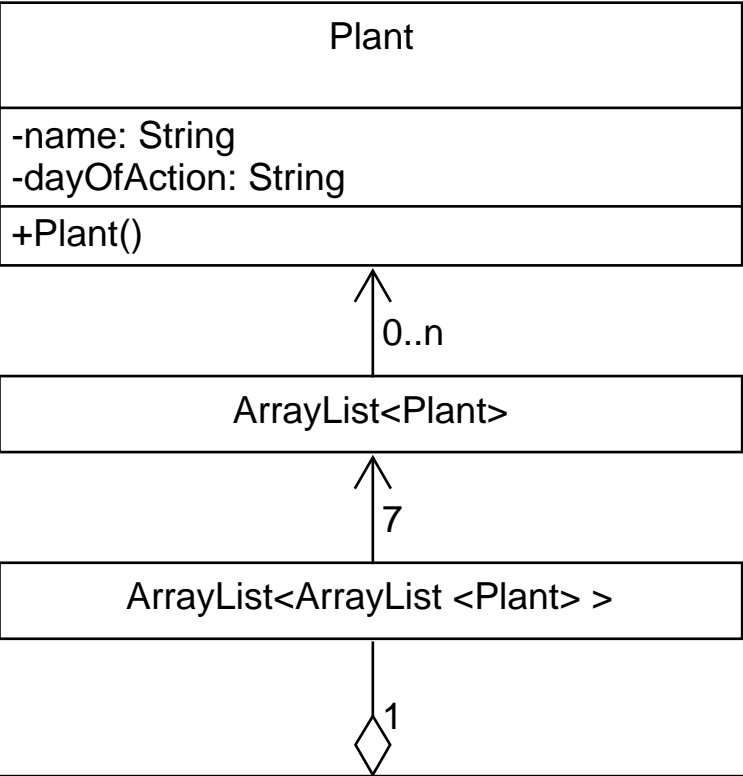 Plant
-name: String
-dayOfAction: String
+Plant()
0..n
ArrayList<Plant>
7
ArrayList<ArrayList <Plant> >
1